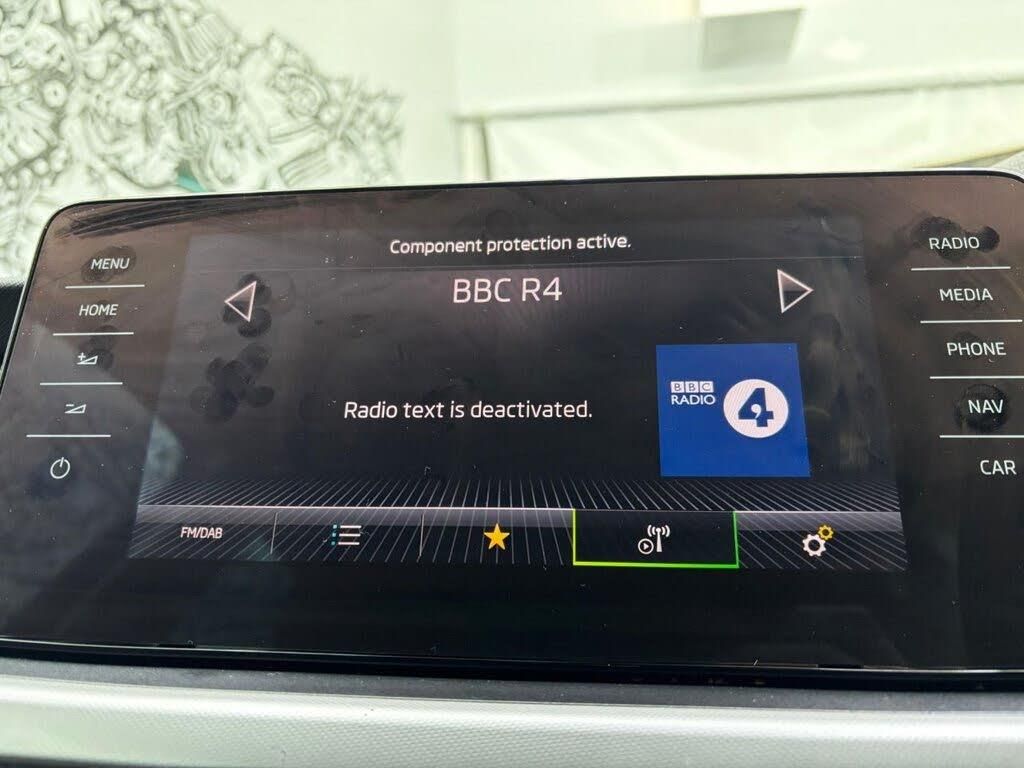 Component protection active.
MENU
RADIO
BBC R4
HOME
MEDIA
PHONE
BBC
RADIO
4
Radio text is deactivated.
NAV
CAR
FM/DAB